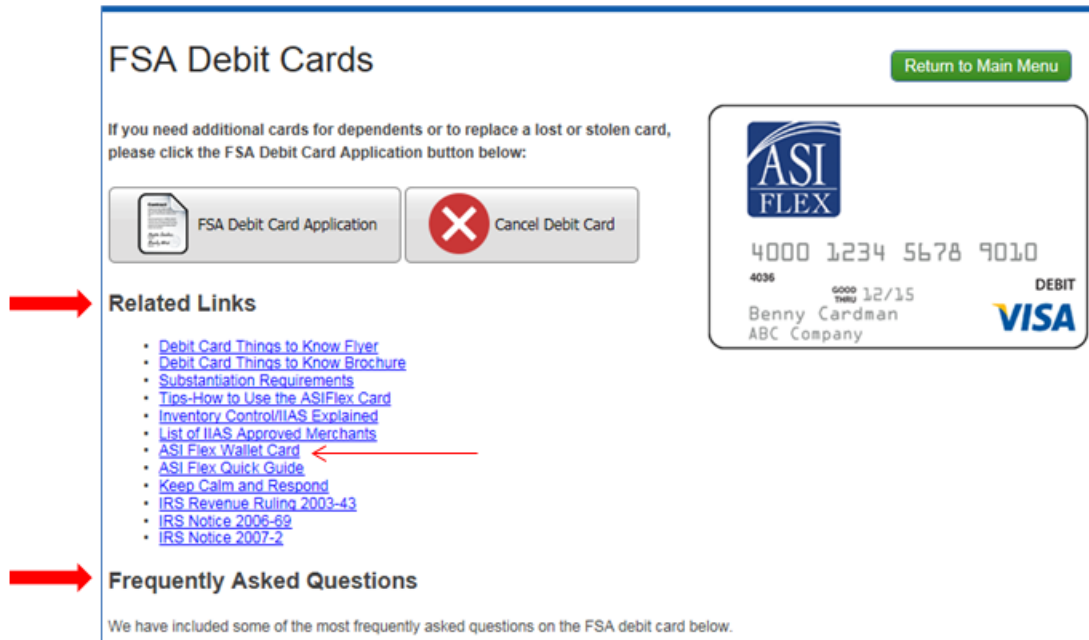 FSA Debit Cards
Return to Main Menu
If you need additional cards for dependents or to replace a lost or stolen card,
please click the FSA Debit Card Application button below:
FSA Debit Card Application
Cancel Debit Card
ASI
FLEX
4000 1234 5678 9010
4036
GOOD
THRU 12/15
DEBIT
Benny Cardman
ABC Company
VISA
Related Links
Debit Card Things to Know Flyer
Debit Card Things to Know Brochure
Substantiation Requirements
Tips-How to Use the ASIFlex Card
Inventory Control/IIAS Explained
List of IIAS Approved Merchants
ASI Flex Wallet Card
ASI Flex Quick Guide
Keep Calm and Respond
IRS Revenue Ruling 2003-43
IRS Notice 2006-69
IRS Notice 2007-2
Frequently Asked Questions
We have included some of the most frequently asked questions on the FSA debit card below.